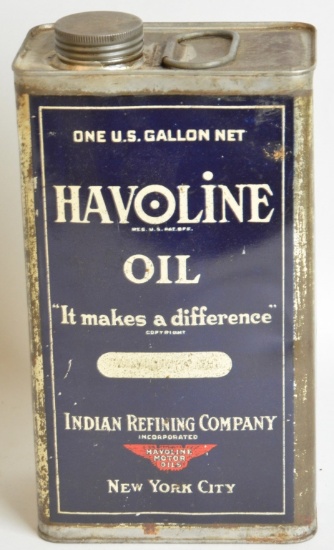 ONE U.S. GALLON NET
HAVOLINE
REG. U.S. PAT. OFF.
OIL
"It makes a difference"
COPYRIGHT
INDIAN REFINING COMPANY
INCORPORATED
HAVOLINE
MOTOR
OILS
NEW YORK CITY